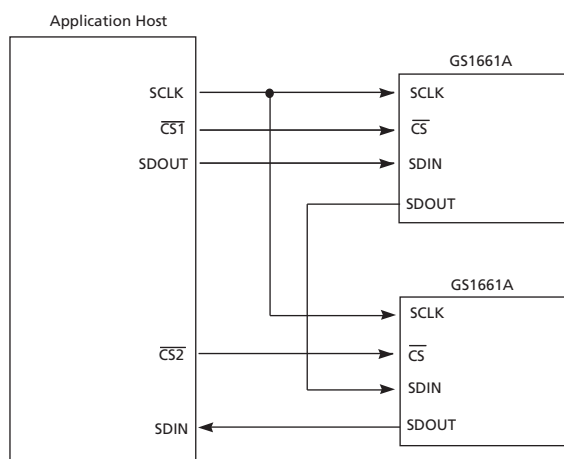 Application Host
SCLK
CS1
SDOUT
CS2
SDIN
GS1661A
SCLK
CS
SDIN
SDOUT
GS1661A
SCLK
CS
SDIN
SDOUT